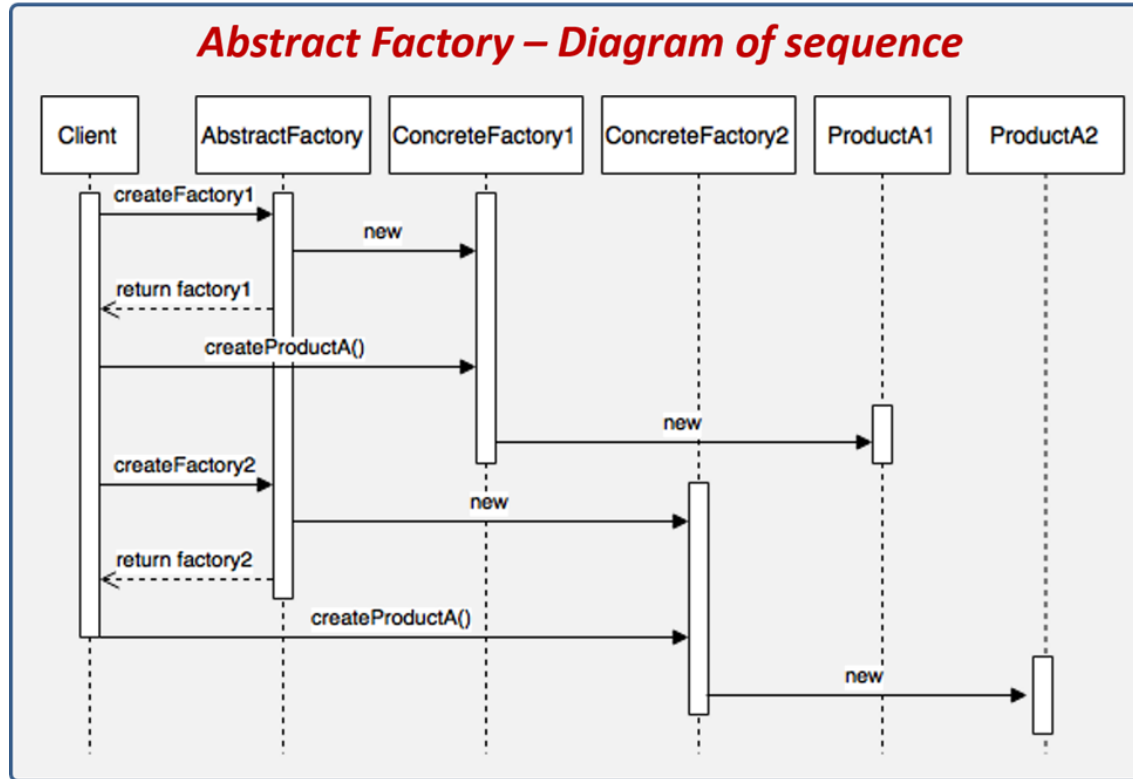 Abstract Factory – Diagram of sequence
Client
AbstractFactory
ConcreteFactory1
ConcreteFactory2
ProductA1
ProductA2
createFactory1
new
return factory1
createProductA()
new
createFactory2
new
return factory2
createProductA()
new